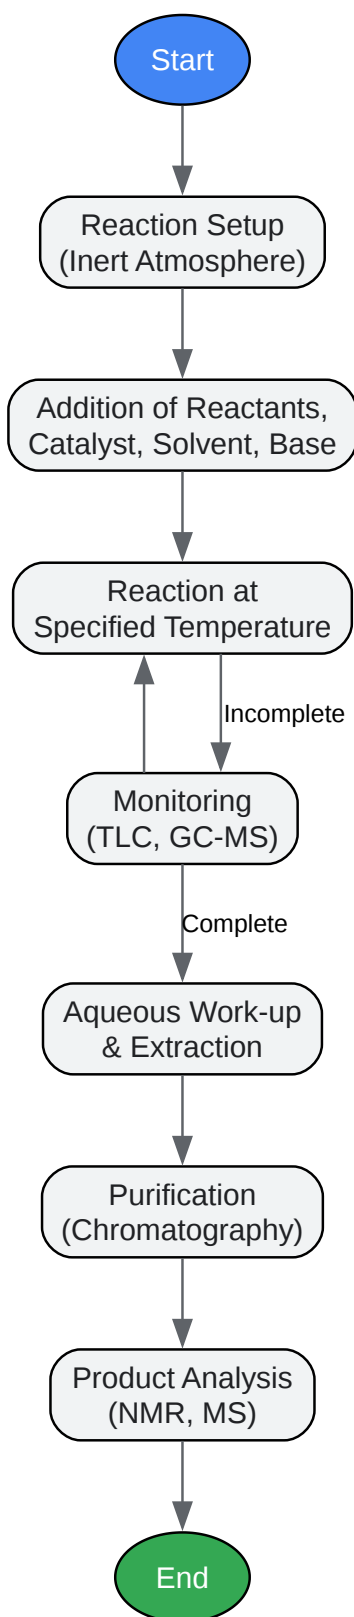 Start
Reaction Setup
(Inert Atmosphere)
Addition of Reactants,
Catalyst, Solvent, Base
Reaction at
Specified Temperature
Incomplete
Monitoring
(TLC, GC-MS)
Complete
Aqueous Work-up
& Extraction
Purification
(Chromatography)
Product Analysis
(NMR, MS)
End